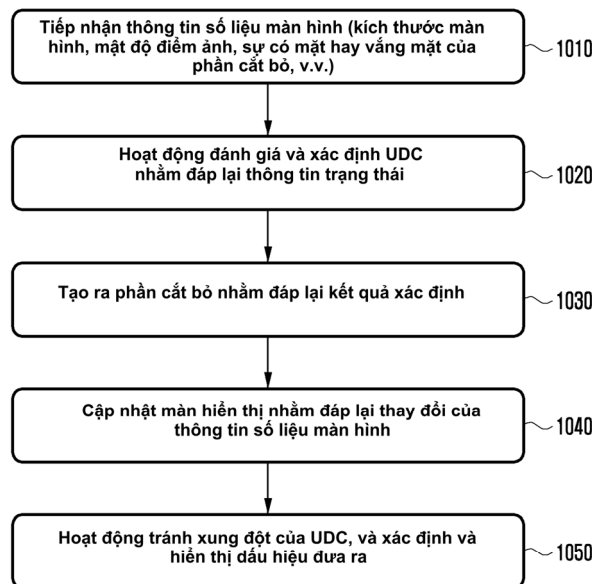 Tiếp nhận thông tin số liệu màn hình (kích thước màn
hình, mật độ điểm ảnh, sự có mặt hay vắng mặt của
phần cắt bỏ, v.v.)
1010
Hoạt động đánh giá và xác định UDC
nhằm đáp lại thông tin trạng thái
1020
Tạo ra phần cắt bỏ nhằm đáp lại kết quả xác định
1030
Cập nhật màn hiển thị nhằm đáp lại thay đổi của
thông tin số liệu màn hình
1040
Hoạt động tránh xung đột của UDC, và xác định và
hiển thị dấu hiệu đưa ra
1050